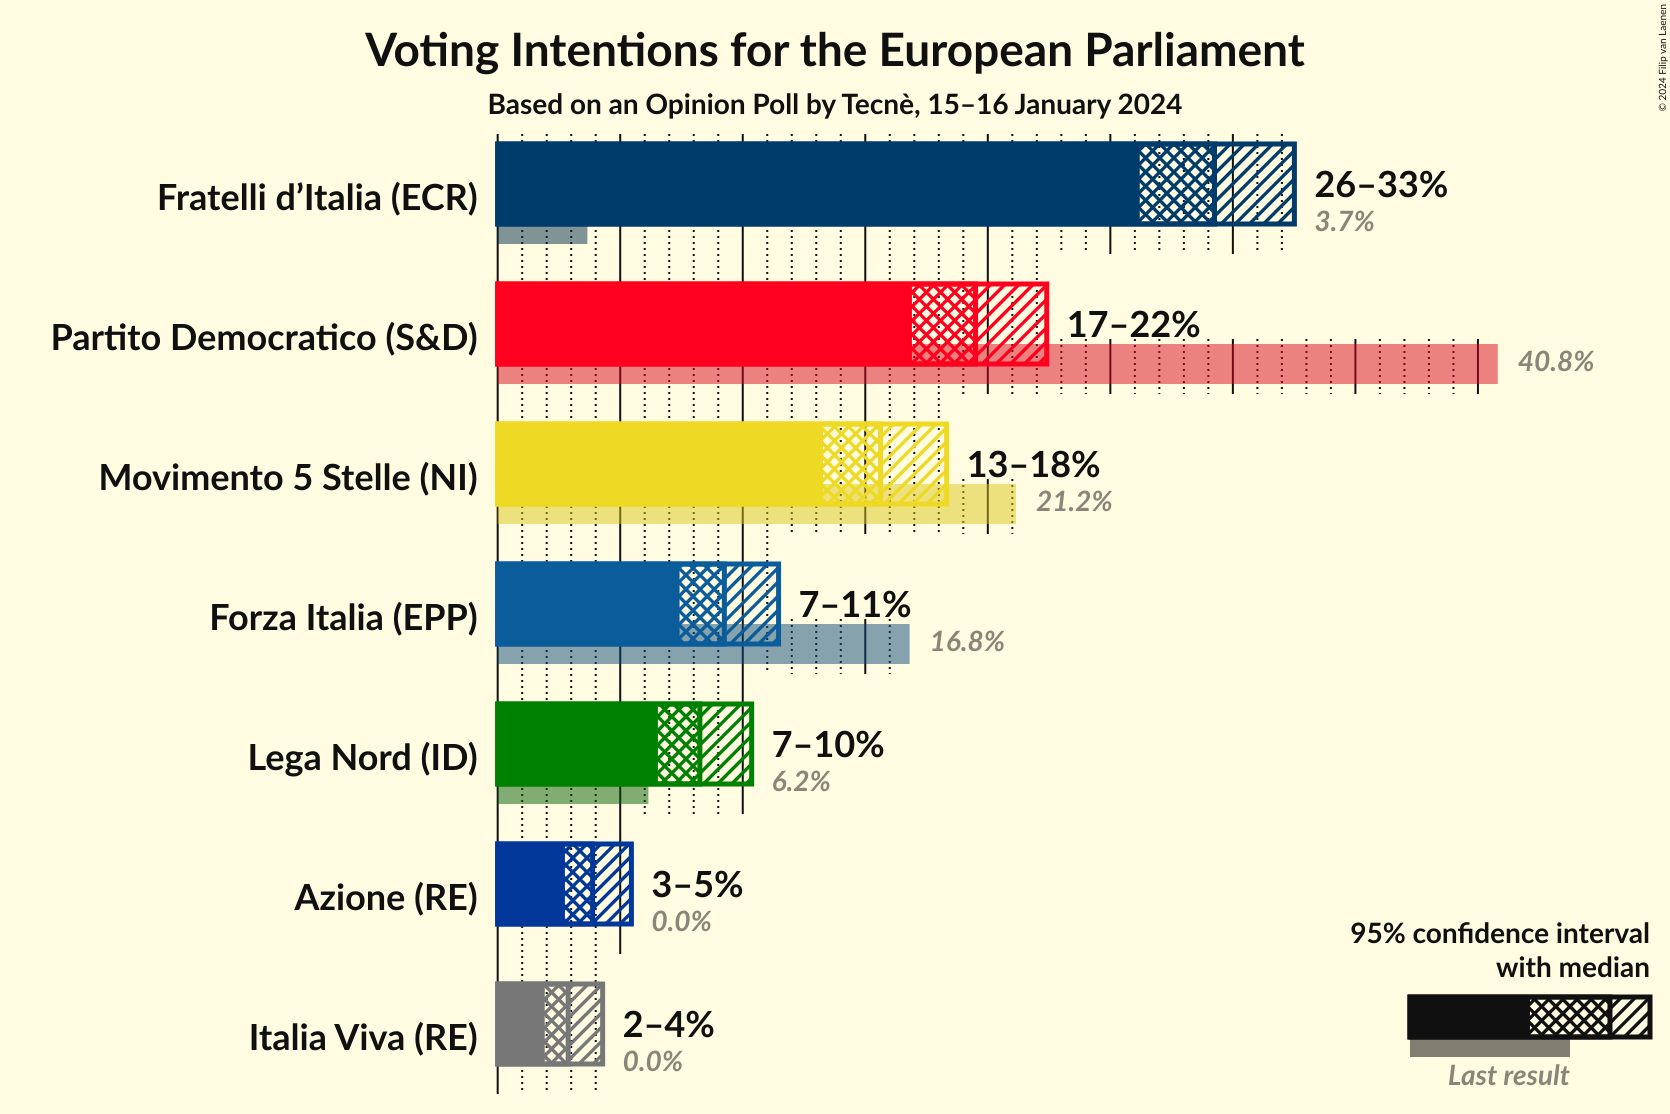 Voting Intentions for the European Parliament
Based on an Opinion Poll by Tecnè, 15–16 January 2024
© 2024 Filip van Laenen
Fratelli d’Italia (ECR)
26–33%
3.7%
Partito Democratico (S&D)
17–22%
40.8%
Movimento 5 Stelle (NI)
13–18%
21.2%
Forza Italia (EPP)
7–11%
16.8%
Lega Nord (ID)
7–10%
6.2%
Azione (RE)
3–5%
0.0%
Italia Viva (RE)
2–4%
0.0%
95% confidence interval
with median
Last result